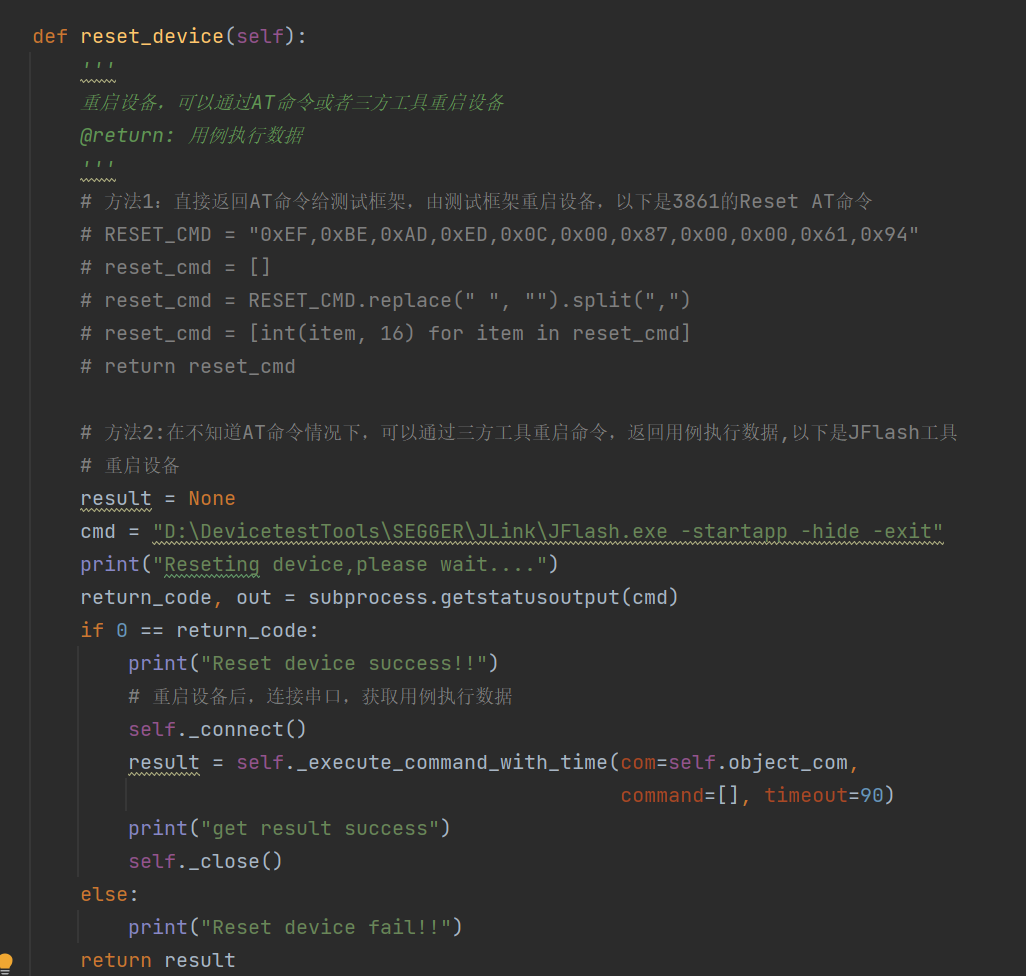 def reset_device(self):
'''
重启设备，可以通过AT命令或者三方工具重启设备
@return: 用例执行数据
'''
# 方法1：直接返回AT命令给测试框架，由测试框架重启设备，以下是3861的Reset AT命令
# RESET_CMD = "0xEF,0xBE,0xAD,0xED,0x0C,0x00,0x87,0x00,0x00,0x61,0x94"
# reset_cmd = []
# reset_cmd = RESET_CMD.replace(" ", "").split(",")
# reset_cmd = [int(item, 16) for item in reset_cmd]
# return reset_cmd
# 方法2:在不知道AT命令情况下，可以通过三方工具重启命令，返回用例执行数据,以下是JFlash工具
# 重启设备
result = None
cmd = "D:\DevicetestTools\SEGGER\JLink\JFlash.exe -startapp -hide -exit"
print("Reseting device,please wait....")
return_code, out = subprocess.getstatusoutput(cmd)
if 0 == return_code:
print("Reset device success!!")
# 重启设备后，连接串口，获取用例执行数据
self._connect()
result = self._execute_command_with_time(com=self.object_com,
command=[], timeout=90)
print("get result success")
self._close()
else:
print("Reset device fail!!")
return result